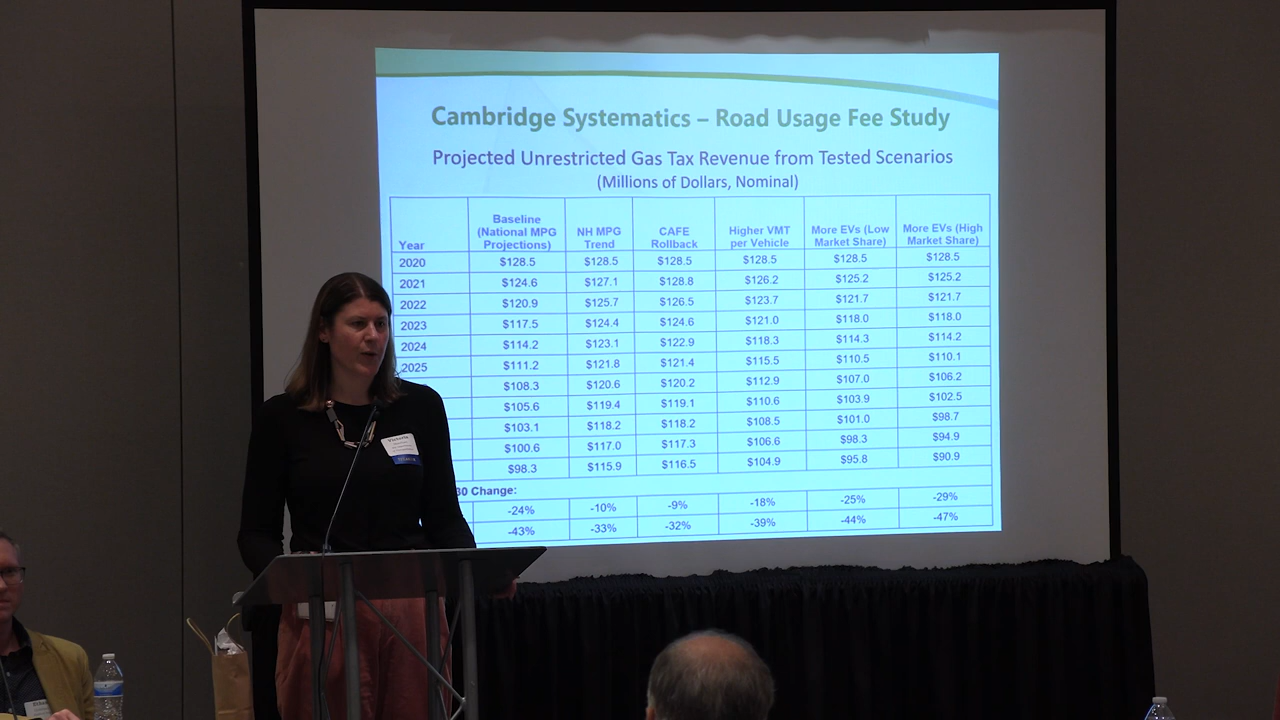 Cambridge Systematics – Road Usage Fee Study
Projected Unrestricted Gas Tax Revenue from Tested Scenarios
(Millions of Dollars, Nominal)
Year Baseline (National MPG Projections) NH MPG Trend CAFE Rollback Higher VMT per Vehicle More EVs (Low Market Share) More EVs (High Market Share)
2020 $128.5 $128.5 $128.5 $128.5 $128.5 $128.5
2021 $124.6 $127.1 $128.8 $126.2 $125.2 $125.2
2022 $120.9 $125.7 $126.5 $123.7 $121.7 $121.7
2023 $117.5 $124.4 $124.6 $121.0 $118.0 $118.0
2024 $114.2 $123.1 $122.9 $118.3 $114.3 $114.2
2025 $111.2 $121.8 $121.4 $115.5 $110.5 $110.1
$108.3 $120.6 $120.2 $112.9 $107.0 $106.2
$105.6 $119.4 $119.1 $110.6 $103.9 $102.5
$103.1 $118.2 $118.2 $108.5 $101.0 $98.7
$100.6 $117.0 $117.3 $106.6 $98.3 $94.9
$98.3 $115.9 $116.5 $104.9 $95.8 $90.9
30 Change:
-24% -10% -9% -18% -25% -29%
-43% -33% -32% -39% -44% -47%